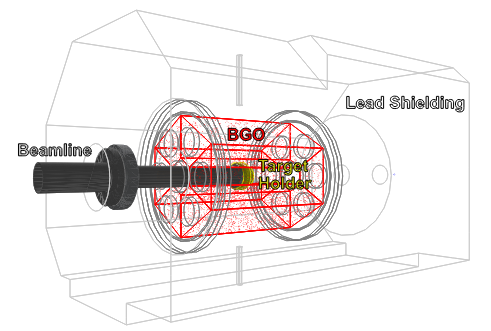 Lead Shielding
BGO
Beamline
Target
Holder